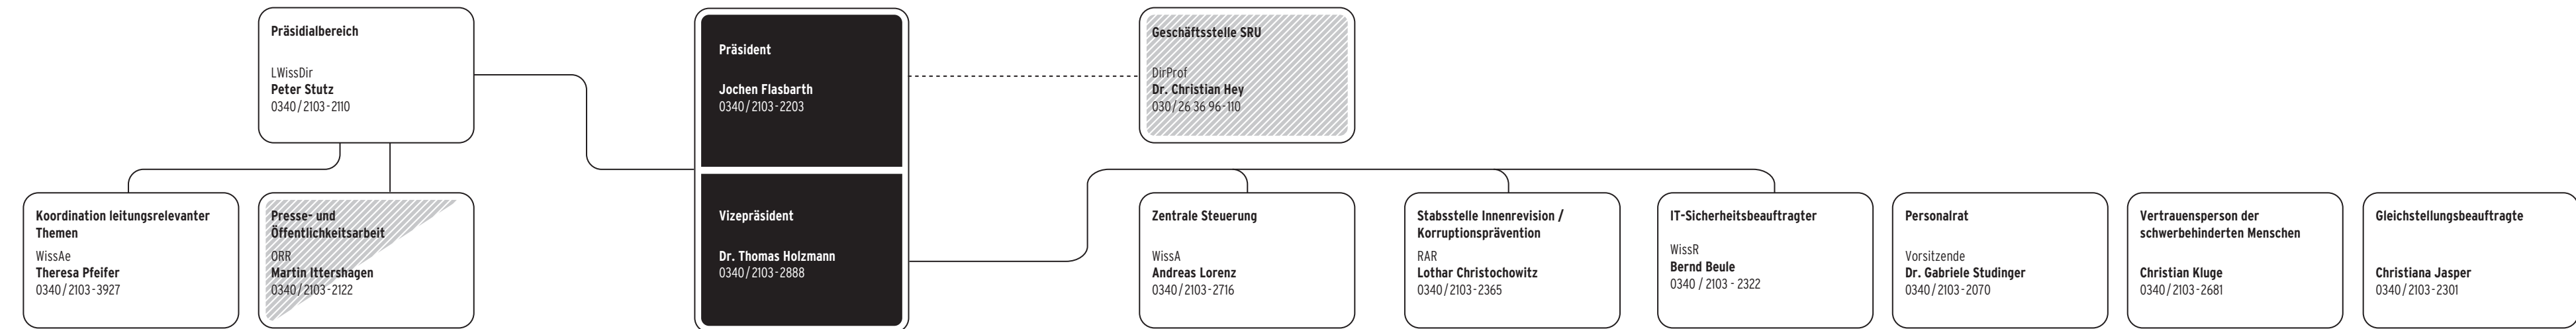 Präsidialbereich
LWissDir
Peter Stutz
0340/2103-2110
Präsident
Jochen Flasbarth
0340/2103-2203
Geschäftsstelle SRU
DirProf
Dr. Christian Hey
030/26 36 96-110
Koordination leitungsrelevanter
Themen
WissAe
Theresa Pfeifer
0340/2103-3927
Presse- und
Öffentlichkeitsarbeit
ORR
Martin Ittershagen
0340/2103-2122
Vizepräsident
Dr. Thomas Holzmann
0340/2103-2888
Zentrale Steuerung
WissA
Andreas Lorenz
0340/2103-2716
Stabsstelle Innenrevision /
Korruptionsprävention
RAR
Lothar Christochowitz
0340/2103-2365
IT-Sicherheitsbeauftragter
WissR
Bernd Beule
0340 / 2103 - 2322
Personalrat
Vorsitzende
Dr. Gabriele Studinger
0340/2103-2070
Vertrauensperson der
schwerbehinderten Menschen
Christian Kluge
0340/2103-2681
Gleichstellungsbeauftragte
Christiana Jasper
0340/2103-2301